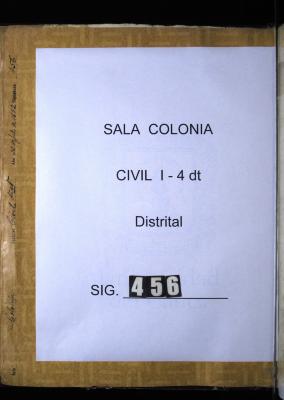 SALA COLONIA
CIVIL I - 4 dt
Distrital
SIG. 456